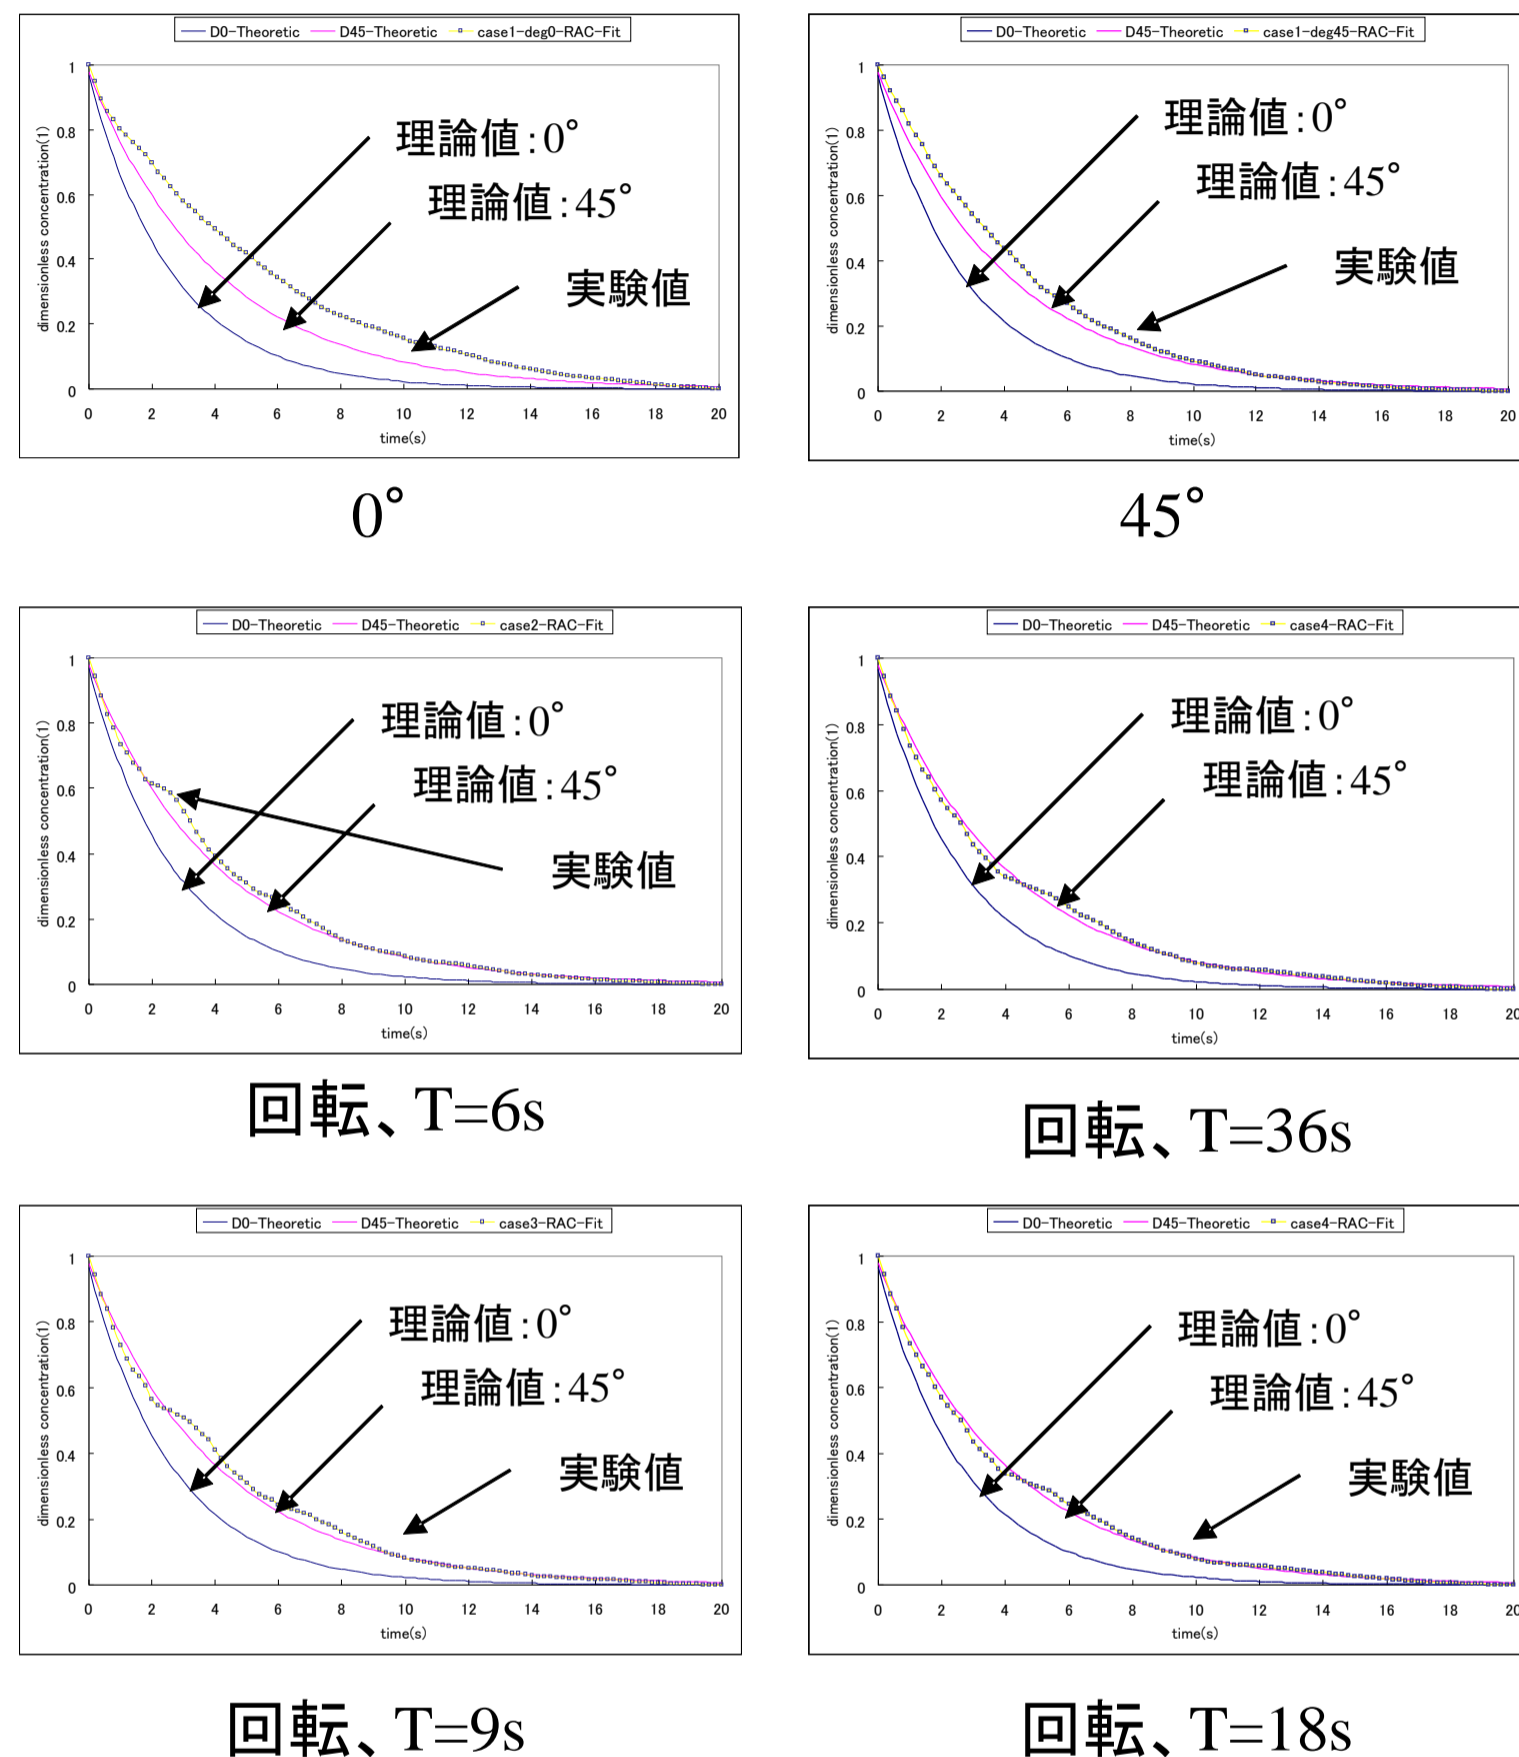 D0-Theoretic D45-Theoretic case1-deg0-RAC-Fit
dimensionless concentration(1)
1
0.8
0.6
0.4
0.2
0
理論値:0°
理論値:45°
実験値
0 2 4 6 8 10 12 14 16 18 20
time(s)
0°
D0-Theoretic D45-Theoretic case1-deg45-RAC-Fit
dimensionless concentration(1)
1
0.8
0.6
0.4
0.2
0
理論値:0°
理論値:45°
実験値
0 2 4 6 8 10 12 14 16 18 20
time(s)
45°
D0-Theoretic D45-Theoretic case2-RAC-Fit
dimensionless concentration(1)
1
0.8
0.6
0.4
0.2
0
理論値:0°
理論値:45°
実験値
0 2 4 6 8 10 12 14 16 18 20
time(s)
回転、T=6s
D0-Theoretic D45-Theoretic case4-RAC-Fit
dimensionless concentration(1)
1
0.8
0.6
0.4
0.2
0
理論値:0°
理論値:45°
0 2 4 6 8 10 12 14 16 18 20
time(s)
回転、T=36s
D0-Theoretic D45-Theoretic case3-RAC-Fit
dimensionless concentration(1)
1
0.8
0.6
0.4
0.2
0
理論値:0°
理論値:45°
実験値
0 2 4 6 8 10 12 14 16 18 20
time(s)
回転、T=9s
D0-Theoretic D45-Theoretic case4-RAC-Fit
dimensionless concentration(1)
1
0.8
0.6
0.4
0.2
0
理論値:0°
理論値:45°
実験値
0 2 4 6 8 10 12 14 16 18 20
time(s)
回転、T=18s